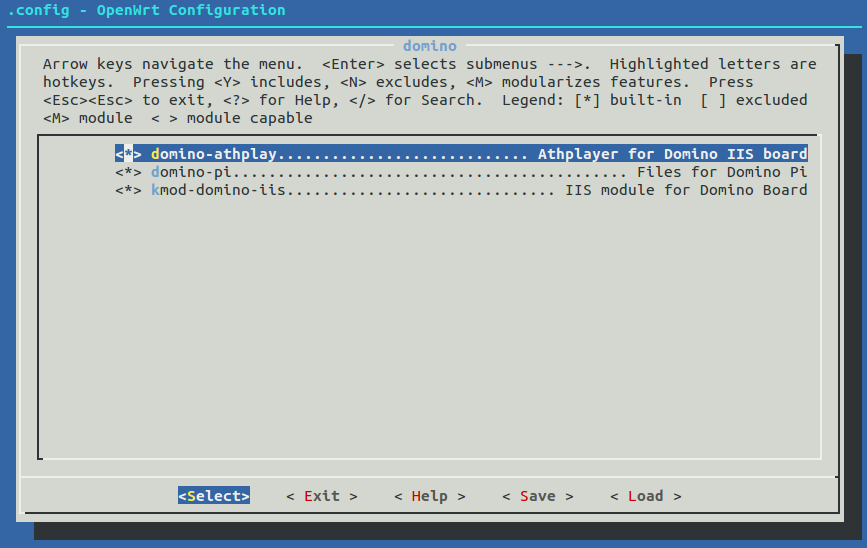 .config - OpenWrt Configuration
domino
Arrow keys navigate the menu.  <Enter> selects submenus --->.  Highlighted letters are
hotkeys.  Pressing <Y> includes, <N> excludes, <M> modularizes features.  Press
<Esc><Esc> to exit, <?> for Help, </> for Search.  Legend: [*] built-in  [ ] excluded
<M> module  < > module capable
<*> domino-athplay............................ Athplayer for Domino IIS board
<*> domino-pi............................................ Files for Domino Pi
<*> kmod-domino-iis.............................. IIS module for Domino Board
<Select>    < Exit >    < Help >    < Save >    < Load >